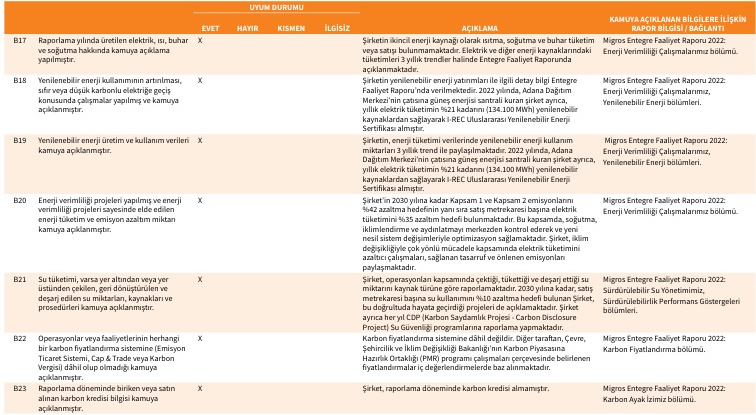 UYUM DURUMU
EVET HAYIR KISMEN İLGİSİZ AÇIKLAMA
KAMUYA AÇIKLANAN BİLGİLERE İLİŞKİN
RAPOR BİLGİSİ / BAĞLANTI
B17
Raporlama yılında üretilen elektrik, ısı, buhar
ve soğutma hakkında kamuya açıklama
yapılmıştır.
X
Şirketin ikincil enerji kaynağı olarak ısıtma, soğutma ve buhar tüketim
veya satışı bulunmamaktadır. Elektrik ve diğer enerji kaynaklarındaki
tüketimleri 3 yıllık trendler halinde Entegre Faaliyet Raporunda
açıklanmaktadır.
Migros Entegre Faaliyet Raporu 2022:
Enerji Verimliliği Çalışmalarımız bölümü.
B18
Yenilenebilir enerji kullanımının artırılması,
sıfır veya düşük karbonlu elektriğe geçiş
konusunda çalışmalar yapılmış ve kamuya
açıklanmıştır.
X
Şirketin yenilenebilir enerji yatırımları ile ilgili detay bilgi Entegre
Faaliyet Raporu’nda verilmektedir. 2022 yılında, Adana Dağıtım
Merkezi’nin çatısına güneş enerjisi santrali kuran şirket ayrıca,
yıllık elektrik tüketimin %21 kadarını (134.100 MWh) yenilenebilir
kaynaklardan sağlayarak I-REC Uluslararası Yenilenebilir Enerji
Sertifikası almıştır.
Migros Entegre Faaliyet Raporu 2022:
Enerji Verimliliği Çalışmalarımız,
Yenilenebilir Enerji bölümleri.
B19
Yenilenebilir enerji üretim ve kullanım verileri
kamuya açıklanmıştır.
X
Şirketin, enerji tüketimi verilerinde yenilenebilir enerji kullanım
miktarları 3 yıllık trend ile paylaşılmaktadır. 2022 yılında, Adana
Dağıtım Merkezi’nin çatısına güneş enerjisi santrali kuran şirket ayrıca,
yıllık elektrik tüketimin %21 kadarını (134.100 MWh) yenilenebilir
kaynaklardan sağlayarak I-REC Uluslararası Yenilenebilir Enerji
Sertifikası almıştır.
Migros Entegre Faaliyet Raporu 2022:
Enerji Verimliliği Çalışmalarımız,
Yenilenebilir Enerji bölümleri.
B20
Enerji verimliliği projeleri yapılmış ve enerji
verimliliği projeleri sayesinde elde edilen
enerji tüketim ve emisyon azaltım miktarı
kamuya açıklanmıştır.
X
Şirket’in 2030 yılına kadar Kapsam 1 ve Kapsam 2 emisyonlarını
%42 azaltma hedefinin yanı sıra satış metrekaresi başına elektrik
tüketimini %35 azaltım hedefi bulunmaktadır. Bu kapsamda, soğutma,
iklimlendirme ve aydınlatmayı merkezden kontrol ederek ve yeni
nesil sistem değişimleriyle optimizasyon sağlamaktadır. Şirket, iklim
değişikliğiyle çok yönlü mücadele kapsamında elektrik tüketimini
azaltıcı çalışmaları, sağlanan tasarruf ve önlenen emisyonları
paylaşmaktadır.
Migros Entegre Faaliyet Raporu 2022:
Enerji Verimliliği Çalışmalarımız bölümü.
B21
Su tüketimi, varsa yer altından veya yer
üstünden çekilen, geri dönüştürülen ve
deşarj edilen su miktarları, kaynakları ve
prosedürleri kamuya açıklanmıştır.
X
Şirket, operasyonları kapsamında çektiği, tükettiği ve deşarj ettiği su
miktarını kaynak türüne göre raporlamaktadır. 2030 yılına kadar, satış
metrekaresi başına su kullanımını %10 azaltma hedefi bulunan Şirket,
bu doğrultuda hayata geçirdiği projeleri de açıklamaktadır. Şirket
ayrıca her yıl CDP (Karbon Saydamlık Projesi - Carbon Disclosure
Project) Su Güvenliği programlarına raporlama yapmaktadır.
Migros Entegre Faaliyet Raporu 2022:
Sürdürülebilir Su Yönetimimiz,
Sürdürülebilirlik Performans Göstergeleri
bölümleri.
B22
Operasyonlar veya faaliyetlerinin herhangi
bir karbon fiyatlandırma sistemine (Emisyon
Ticaret Sistemi, Cap & Trade veya Karbon
Vergisi) dâhil olup olmadığı kamuya
açıklanmıştır.
X
Karbon fiyatlandırma sistemine dâhil değildir. Diğer taraftan, Çevre,
Şehircilik ve İklim Değişikliği Bakanlığı’nın Karbon Piyasasına
Hazırlık Ortaklığı (PMR) programı çalışmaları çerçevesinde belirlenen
fiyatlandırmalar iç değerlendirmelerde baz alınmaktadır.
Migros Entegre Faaliyet Raporu 2022:
Karbon Fiyatlandırma bölümü.
B23
Raporlama döneminde biriken veya satın
alınan karbon kredisi bilgisi kamuya
açıklanmıştır.
X
Şirket, raporlama döneminde karbon kredisi almamıştır.
Migros Entegre Faaliyet Raporu 2022:
Karbon Ayak İzimiz bölümü.